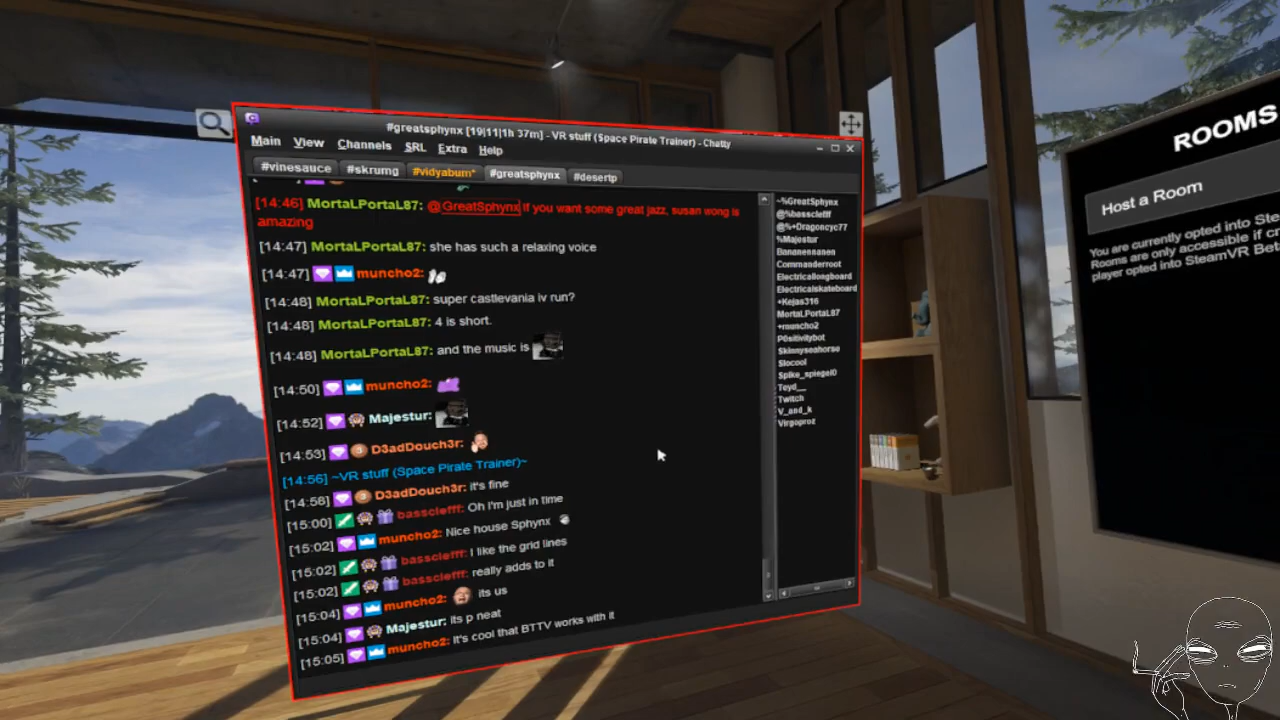 #greatsphynx [19|11|1h 37m] - VR stuff (Space Pirate Trainer) - Chatty
Main View Channels SRL Extra Help
#vinesauce #skrumg #vidyabum* #greatsphynx #desertp
[14:46] MortaLPortaL87: @GreatSphynx if you want some great jazz, susan wong is
amazing
[14:47] MortaLPortaL87: she has such a relaxing voice
[14:47] muncho2:
[14:48] MortaLPortaL87: super castlevania iv run?
[14:48] MortaLPortaL87: 4 is short.
[14:48] MortaLPortaL87: and the music is
[14:50] muncho2:
[14:52] Majestur:
[14:53] D3adDouch3r:
[14:56] ~VR stuff (Space Pirate Trainer)~
[14:58] D3adDouch3r: it's fine
[15:00] bassclefff: Oh I'm just in time
[15:02] muncho2: Nice house Sphynx
[15:02] bassclefff: I like the grid lines
[15:02] bassclefff: really adds to it
[15:04] muncho2: its us
[15:04] Majestur: its p neat
[15:05] muncho2: It's cool that BTTV works with it
~%GreatSphynx
@%bassclefff
@%+Dragoncyc77
%Majestur
Bananennanen
Commanderroot
Electricallongboard
Electricalskateboard
+Kejas316
MortaLPortaL87
+muncho2
P0sitivitybot
Skinnyseahorse
Slocool
Spike_spiegel0
Teyd__
Twitch
V_and_k
Virgoproz
ROOMS
Host a Room
You are currently opted into Ste
Rooms are only accessible if cr
player opted into SteamVR Bet